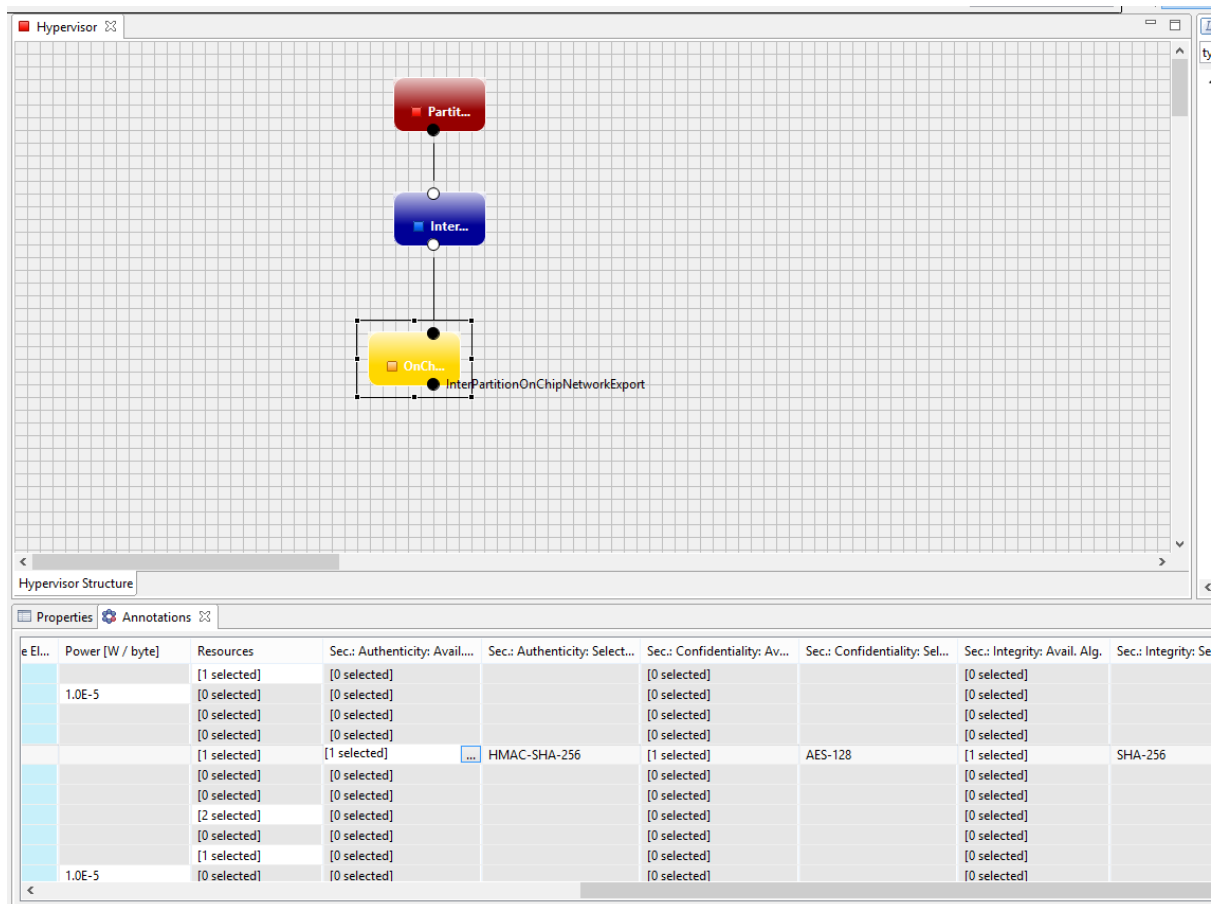 Hypervisor
ty
Partit...
Inter...
OnCh...
InterPartitionOnChipNetworkExport
Hypervisor Structure
Properties Annotations
e El... Power [W / byte] Resources Sec.: Authenticity: Avail.... Sec.: Authenticity: Select... Sec.: Confidentiality: Av... Sec.: Confidentiality: Sel... Sec.: Integrity: Avail. Alg. Sec.: Integrity: Se
[1 selected] [0 selected] [0 selected] [0 selected]
1.0E-5 [0 selected] [0 selected] [0 selected] [0 selected]
[0 selected] [0 selected] [0 selected] [0 selected]
[0 selected] [0 selected] [0 selected] [0 selected]
[1 selected] [1 selected] ... HMAC-SHA-256 [1 selected] AES-128 [1 selected] SHA-256
[0 selected] [0 selected] [0 selected] [0 selected]
[0 selected] [0 selected] [0 selected] [0 selected]
[2 selected] [0 selected] [0 selected] [0 selected]
[0 selected] [0 selected] [0 selected] [0 selected]
[1 selected] [0 selected] [0 selected] [0 selected]
1.0E-5 [0 selected] [0 selected] [0 selected] [0 selected]